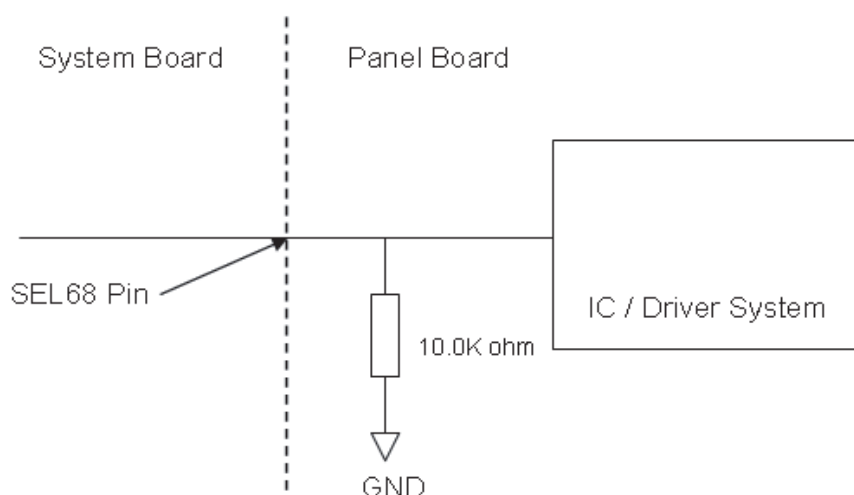 System Board
Panel Board
SEL68 Pin
IC / Driver System
10.0K ohm
GND